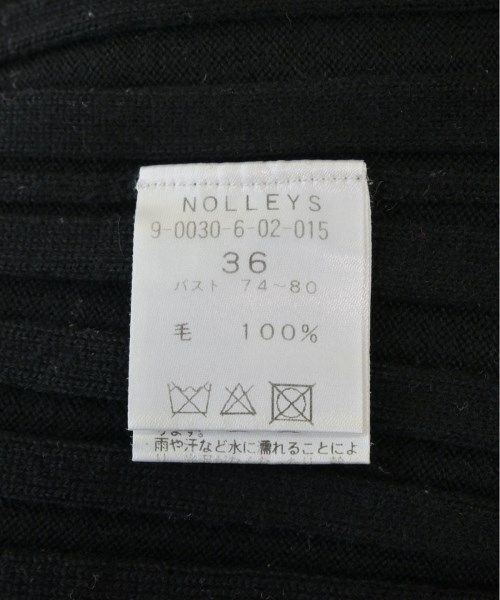 NOLLEYS
9-0030-6-02-015
36
バスト 74〜80
毛 100%
雨や汗など水に濡れることによ